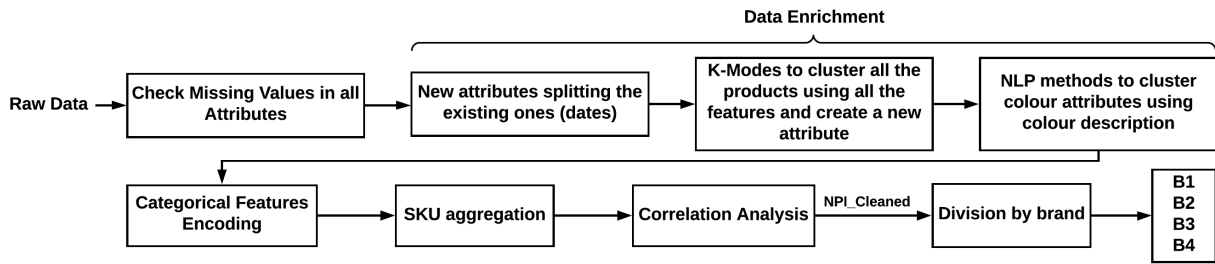 Data Enrichment
Raw Data
Check Missing Values in all
Attributes
New attributes splitting the
existing ones (dates)
K-Modes to cluster all the
products using all the
features and create a new
attribute
NLP methods to cluster
colour attributes using
colour description
Categorical Features
Encoding
SKU aggregation
Correlation Analysis
NPI_Cleaned
Division by brand
B1
B2
B3
B4